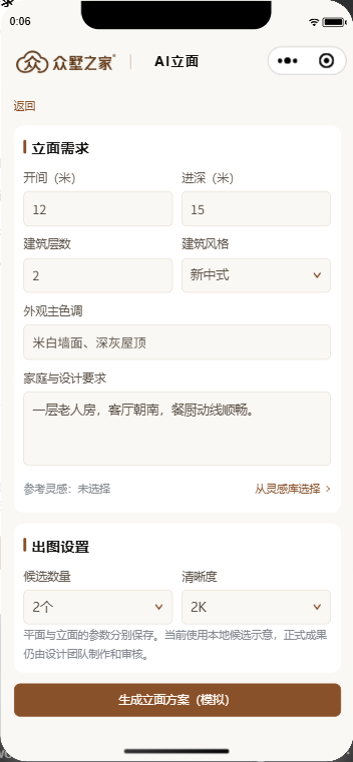 0:06
众墅之家
AI立面
返回
立面需求
开间（米）
进深（米）
12
15
建筑层数
建筑风格
2
新中式
外观主色调
米白墙面、深灰屋顶
家庭与设计要求
一层老人房，客厅朝南，餐厨动线顺畅。
参考灵感：未选择
从灵感库选择
出图设置
候选数量
清晰度
2个
2K
平面与立面的参数分别保存。当前使用本地候选示意，正式成果
仍由设计团队制作和审核。
生成立面方案（模拟）